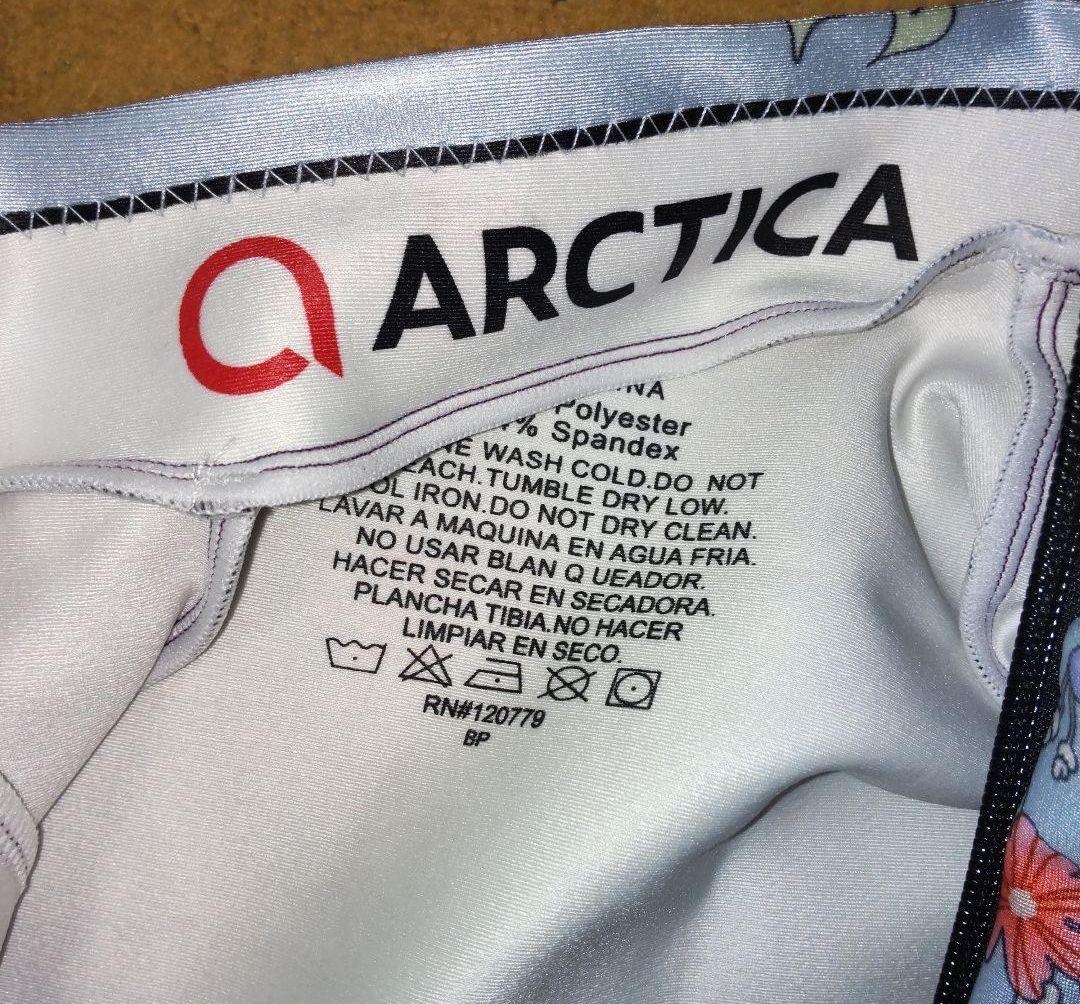 ARCTICA
Polyester
% Spandex
WASH COLD.DO NOT
TUMBLE DRY LOW.
IRON.DO NOT DRY CLEAN.
LAVAR A MAQUINA EN AGUA FRIA.
NO USAR BLAN Q UEADOR.
HACER SECAR EN SECADORA.
PLANCHA TIBIA.NO HACER
LIMPIAR EN SECO.
RN#120779
BP